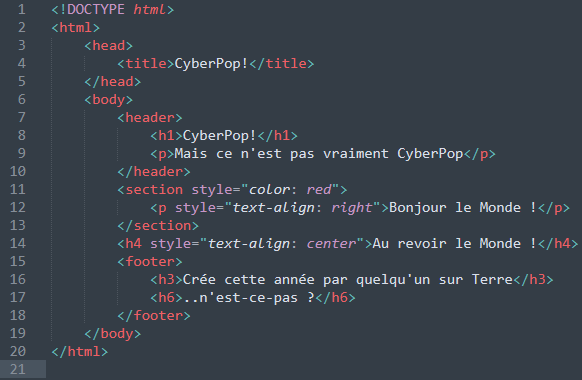 1 <!DOCTYPE html>
2 <html>
3     <head>
4         <title>CyberPop!</title>
5     </head>
6     <body>
7         <header>
8             <h1>CyberPop!</h1>
9             <p>Mais ce n'est pas vraiment CyberPop</p>
10         </header>
11         <section style="color: red">
12             <p style="text-align: right">Bonjour le Monde !</p>
13         </section>
14         <h4 style="text-align: center">Au revoir le Monde !</h4>
15         <footer>
16             <h3>Crée cette année par quelqu'un sur Terre</h3>
17             <h6>..n'est-ce-pas ?</h6>
18         </footer>
19     </body>
20 </html>
21